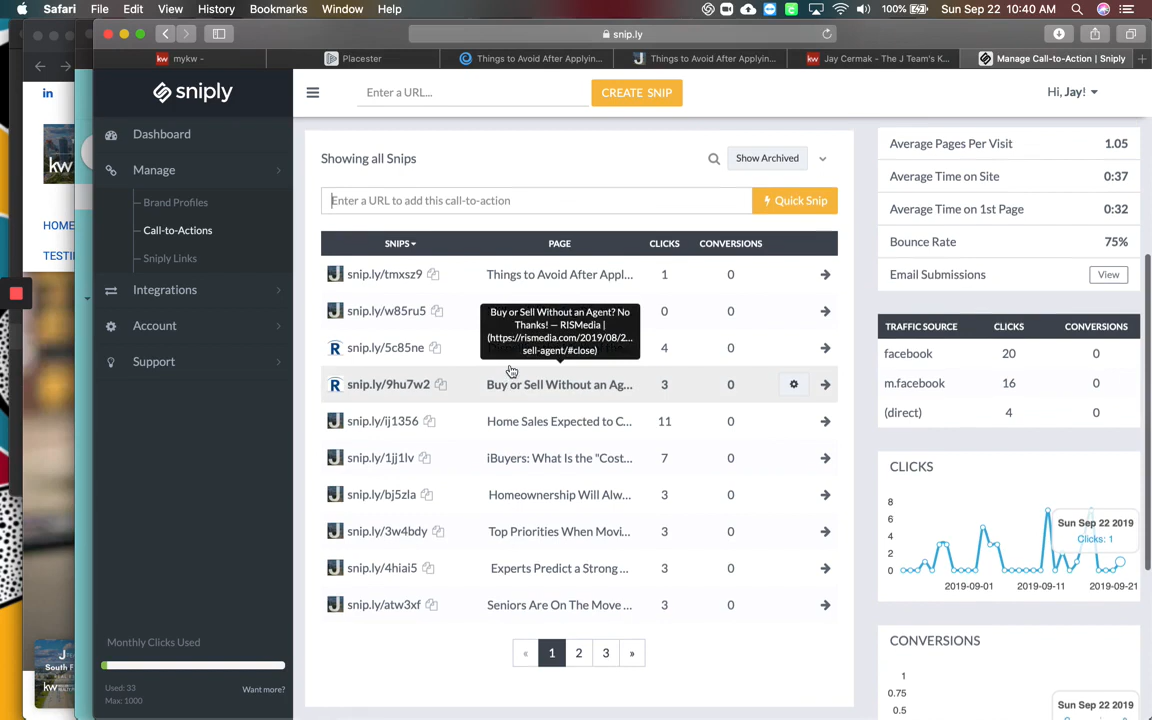 Safari File Edit View History Bookmarks Window Help 100% Sun Sep 22 10:40 AM
snip.ly
mykw -
Placester
Things to Avoid After Applyin...
Things to Avoid After Applyin...
Jay Cermak - The J Team's K...
Manage Call-to-Action | Sniply
in
kw
HOME
TESTI
sniply
Enter a URL...
CREATE SNIP
Hi, Jay!
Dashboard
Manage
Brand Profiles
Call-to-Actions
Sniply Links
Integrations
Account
Support
Monthly Clicks Used
Used: 33
Max: 1000
Want more?
Showing all Snips
Show Archived
Enter a URL to add this call-to-action
Quick Snip
SNIPS PAGE CLICKS CONVERSIONS
snip.ly/tmxsz9 Things to Avoid After Appl... 1 0
snip.ly/w85ru5 0 0
snip.ly/5c85ne 4 0
Buy or Sell Without an Agent? No
Thanks! — RISMedia |
(https://rismedia.com/2019/08/2...
sell-agent/#close)
snip.ly/9hu7w2 Buy or Sell Without an Ag... 3 0
snip.ly/ij1356 Home Sales Expected to C... 11 0
snip.ly/1jj1lv iBuyers: What Is the "Cost... 7 0
snip.ly/bj5zla Homeownership Will Alw... 3 0
snip.ly/3w4bdy Top Priorities When Movi... 3 0
snip.ly/4hiai5 Experts Predict a Strong ... 3 0
snip.ly/atw3xf Seniors Are On The Move ... 3 0
« 1 2 3 »
Average Pages Per Visit 1.05
Average Time on Site 0:37
Average Time on 1st Page 0:32
Bounce Rate 75%
Email Submissions View
TRAFFIC SOURCE CLICKS CONVERSIONS
facebook 20 0
m.facebook 16 0
(direct) 4 0
CLICKS
8
6
4
2
0
Sun Sep 22 2019
Clicks: 1
2019-09-01 2019-09-11 2019-09-21
CONVERSIONS
1
0.75
0.5
Sun Sep 22 2019
South F
kw